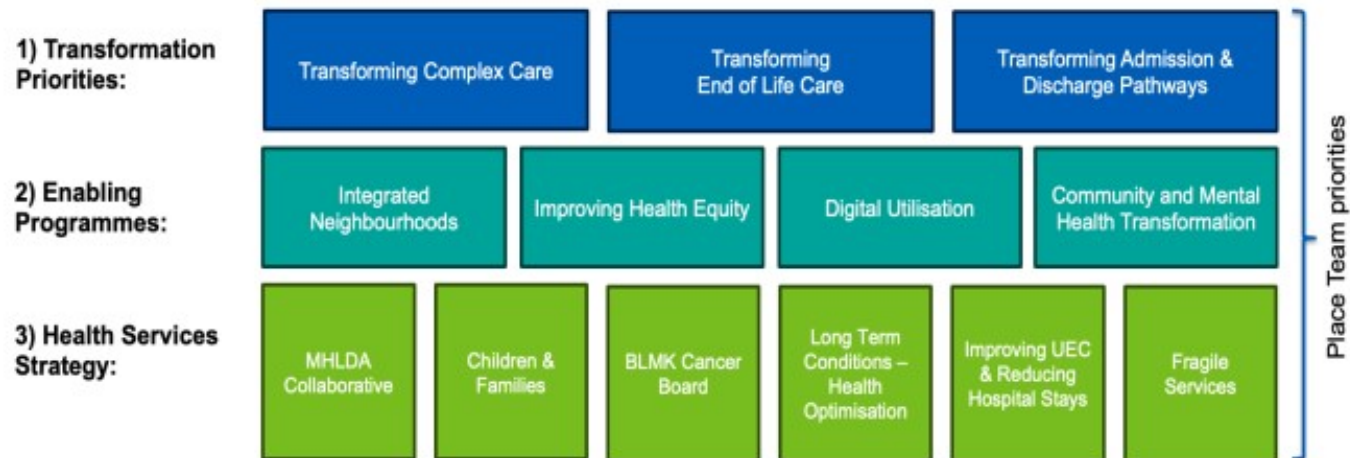 1) Transformation
Priorities:
Transforming Complex Care
Transforming
End of Life Care
Transforming Admission &
Discharge Pathways
2) Enabling
Programmes:
Integrated
Neighbourhoods
Improving Health Equity
Digital Utilisation
Community and Mental
Health Transformation
3) Health Services
Strategy:
MHLDA
Collaborative
Children &
Families
BLMK Cancer
Board
Long Term
Conditions –
Health
Optimisation
Improving UEC
& Reducing
Hospital Stays
Fragile
Services
Place Team priorities